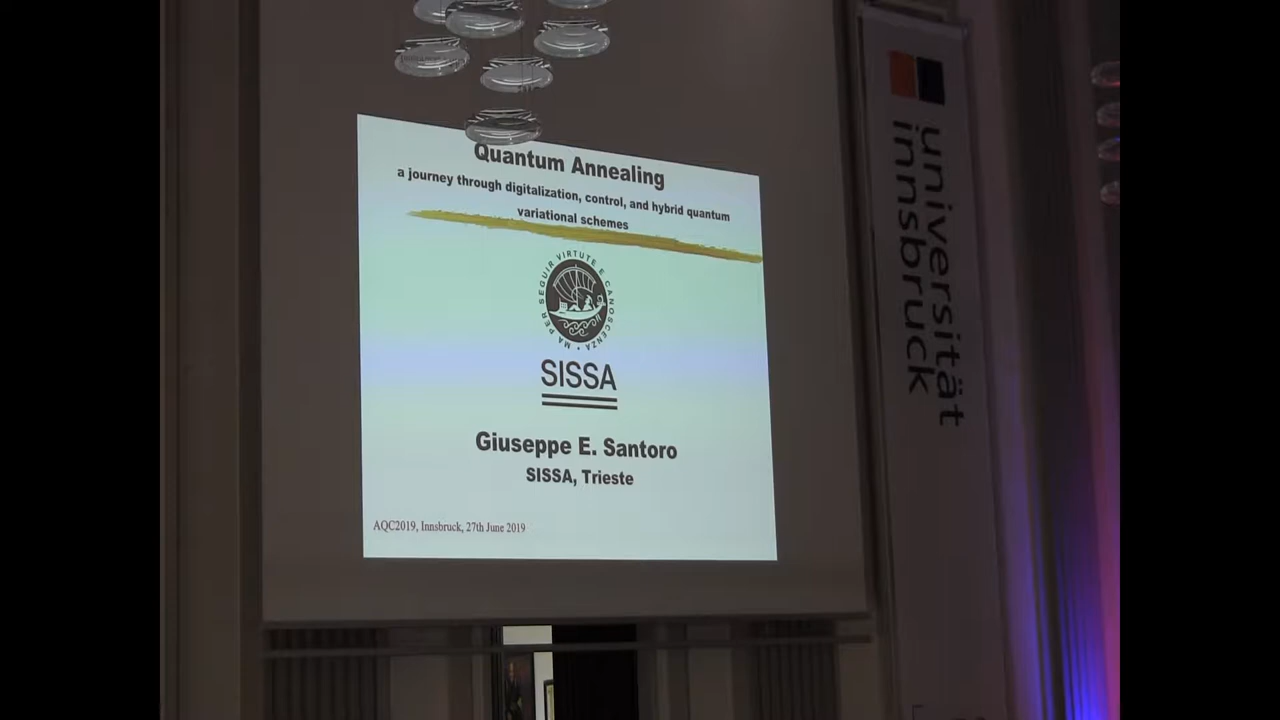 Quantum Annealing
a journey through digitalization, control, and hybrid quantum
variational schemes
MA PER SEGUIR VIRTUTE E CANOSCENZA •
SISSA
Giuseppe E. Santoro
SISSA, Trieste
AQC2019, Innsbruck, 27th June 2019
universität
innsbruck